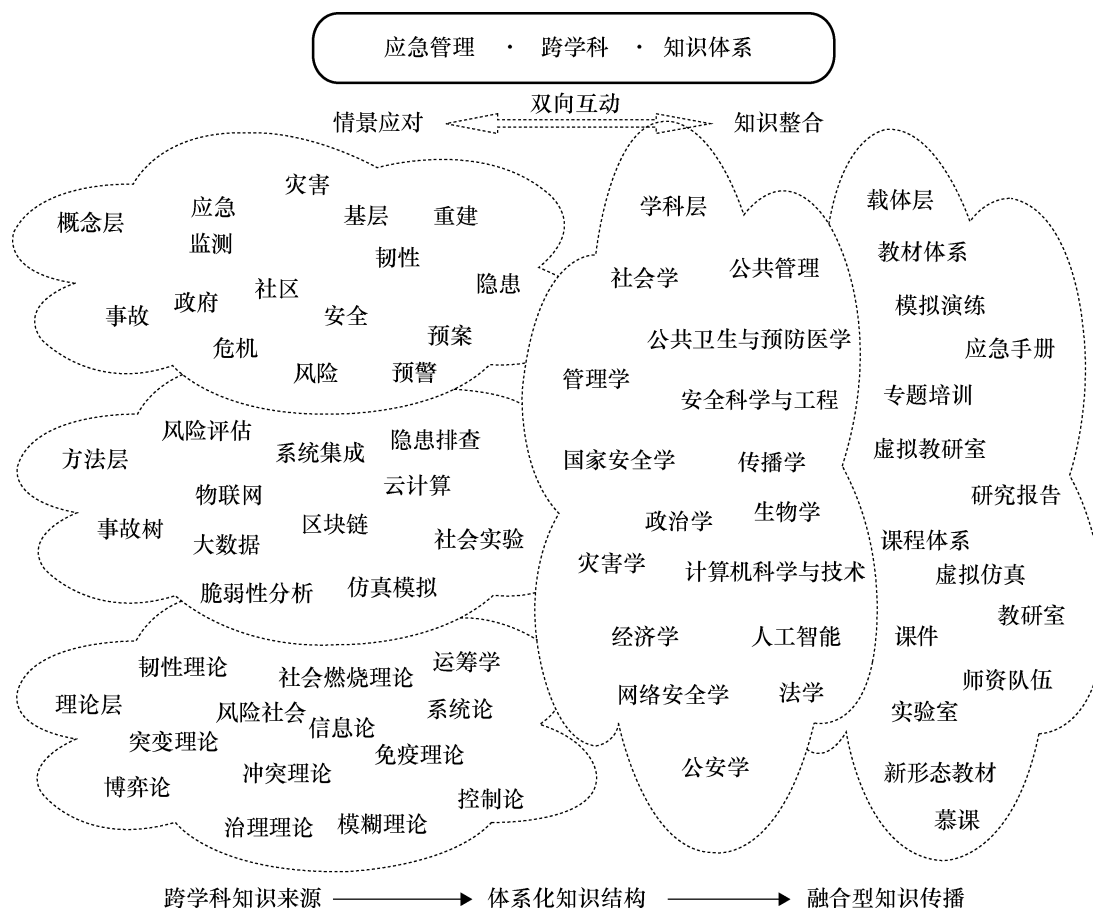 应急管理 · 跨学科 · 知识体系
双向互动
情景应对
知识整合
概念层
灾害
应急
基层
重建
监测
韧性
隐患
社区
政府
事故
安全
预案
危机
风险
预警
方法层
风险评估
系统集成
隐患排查
物联网
云计算
事故树
区块链
大数据
社会实验
脆弱性分析
仿真模拟
理论层
韧性理论
社会燃烧理论
运筹学
风险社会
信息论
系统论
突变理论
免疫理论
冲突理论
博弈论
控制论
治理理论
模糊理论
学科层
社会学
公共管理
公共卫生与预防医学
管理学
安全科学与工程
国家安全学
传播学
政治学
生物学
灾害学
计算机科学与技术
经济学
人工智能
网络安全学
法学
公安学
载体层
教材体系
模拟演练
应急手册
专题培训
虚拟教研室
研究报告
课程体系
虚拟仿真
教研室
课件
师资队伍
实验室
新形态教材
慕课
跨学科知识来源
体系化知识结构
融合型知识传播